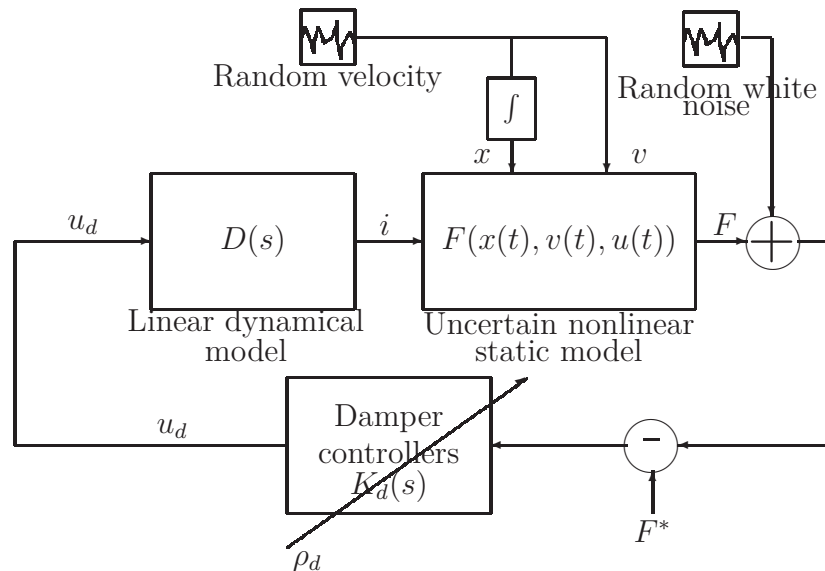 Random velocity
Random white
noise
∫
x
v
u_d
D(s)
i
F(x(t), v(t), u(t))
F
+
Linear dynamical
model
Uncertain nonlinear
static model
u_d
Damper
controllers
K_d(s)
-
F*
ρ_d